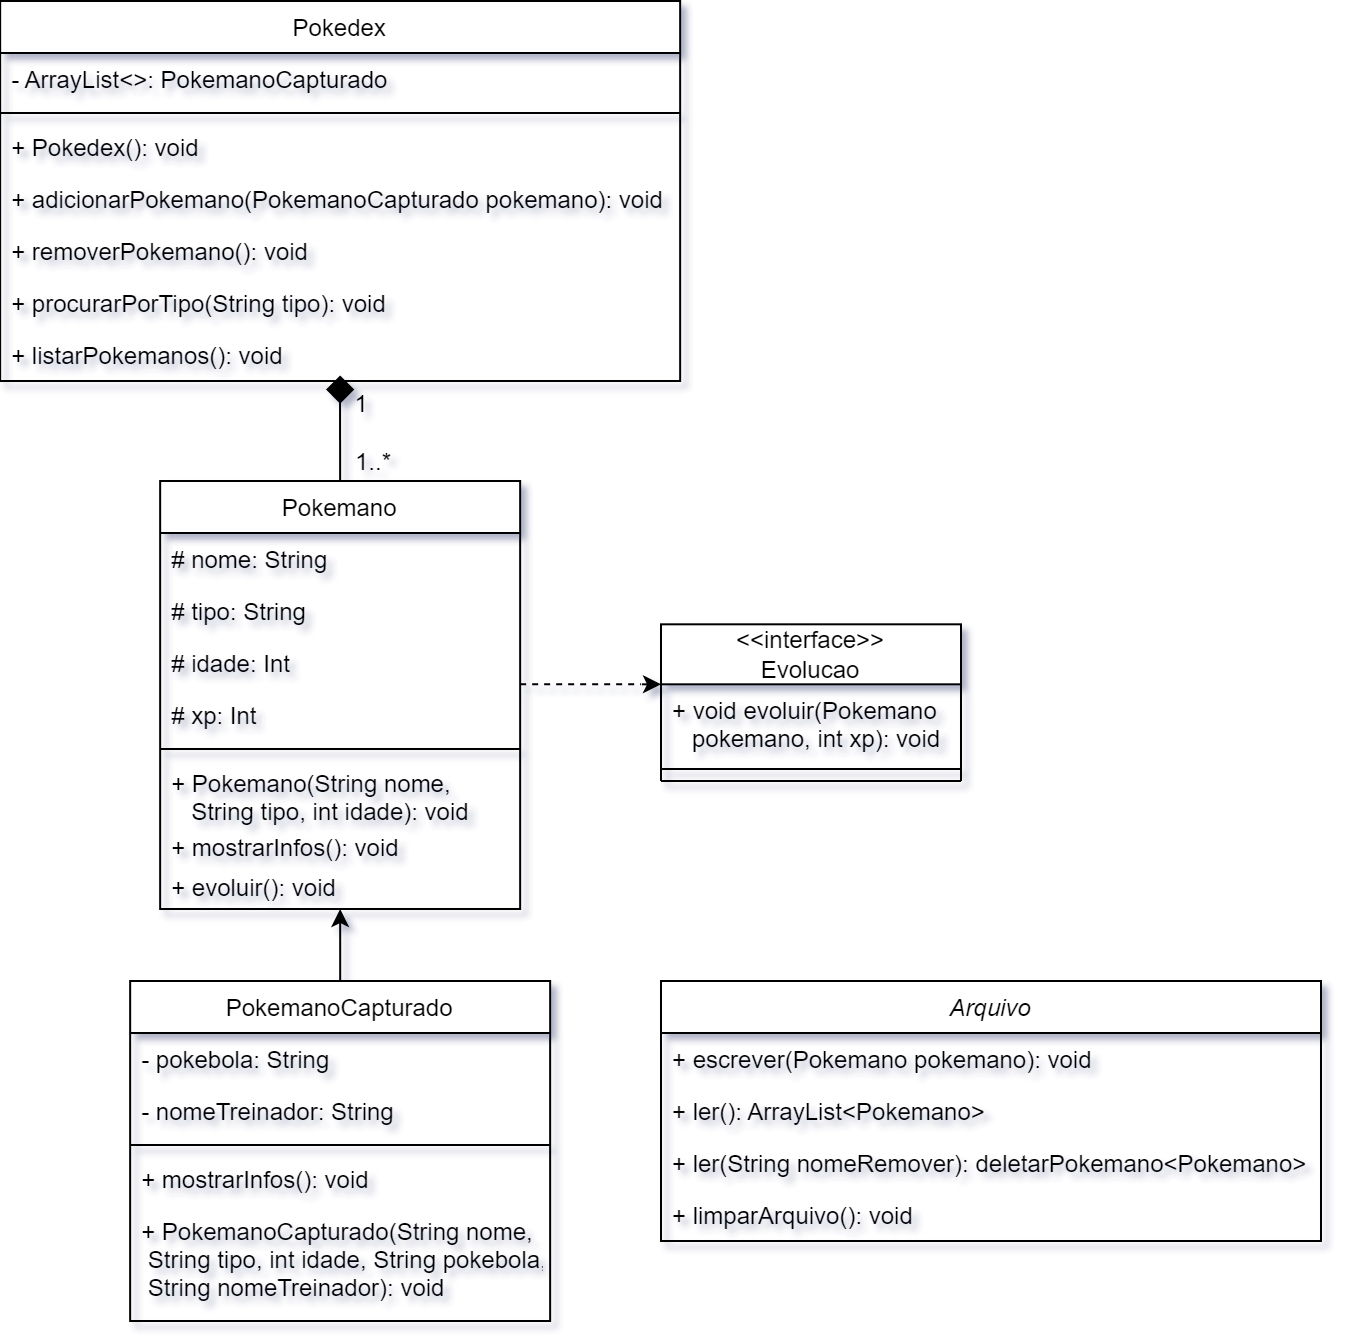 Pokedex
- ArrayList<>: PokemanoCapturado
+ Pokedex(): void
+ adicionarPokemano(PokemanoCapturado pokemano): void
+ removerPokemano(): void
+ procurarPorTipo(String tipo): void
+ listarPokemanos(): void
1
1..*
Pokemano
# nome: String
# tipo: String
# idade: Int
# xp: Int
+ Pokemano(String nome,
String tipo, int idade): void
+ mostrarInfos(): void
+ evoluir(): void
<<interface>>
Evolucao
+ void evoluir(Pokemano
pokemano, int xp): void
PokemanoCapturado
- pokebola: String
- nomeTreinador: String
+ mostrarInfos(): void
+ PokemanoCapturado(String nome,
String tipo, int idade, String pokebola,
String nomeTreinador): void
Arquivo
+ escrever(Pokemano pokemano): void
+ ler(): ArrayList<Pokemano>
+ ler(String nomeRemover): deletarPokemano<Pokemano>
+ limparArquivo(): void